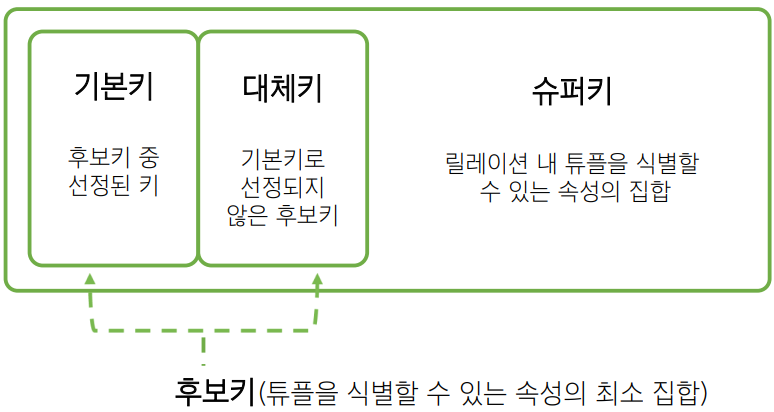 기본키
후보키 중
선정된 키
대체키
기본키로
선정되지
않은 후보키
슈퍼키
릴레이션 내 튜플을 식별할
수 있는 속성의 집합
후보키(튜플을 식별할 수 있는 속성의 최소 집합)